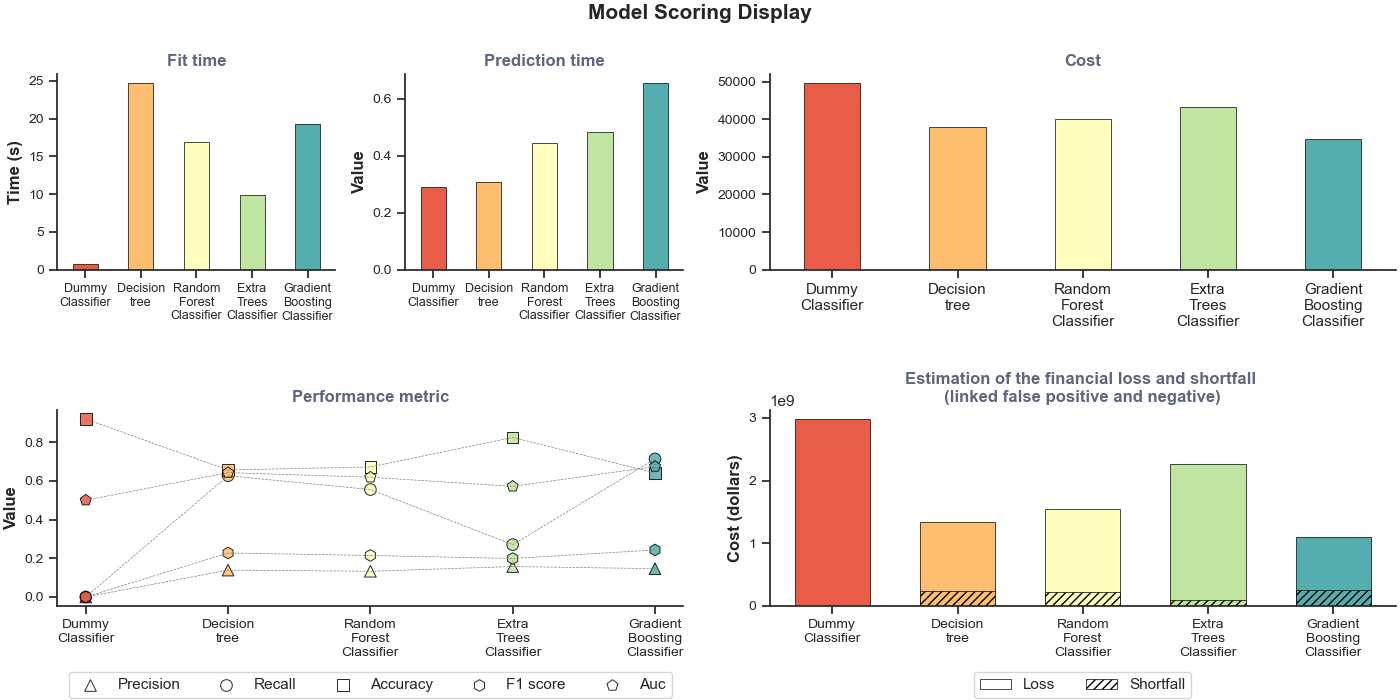 Model Scoring Display
Fit time
Time (s)
25
20
15
10
5
0
Dummy
Classifier
Decision
tree
Random
Forest
Classifier
Extra
Trees
Classifier
Gradient
Boosting
Classifier
Prediction time
Value
0.6
0.4
0.2
0.0
Dummy
Classifier
Decision
tree
Random
Forest
Classifier
Extra
Trees
Classifier
Gradient
Boosting
Classifier
Cost
Value
50000
40000
30000
20000
10000
0
Dummy
Classifier
Decision
tree
Random
Forest
Classifier
Extra
Trees
Classifier
Gradient
Boosting
Classifier
Performance metric
Value
0.8
0.6
0.4
0.2
0.0
Dummy
Classifier
Decision
tree
Random
Forest
Classifier
Extra
Trees
Classifier
Gradient
Boosting
Classifier
Precision Recall Accuracy F1 score Auc
Estimation of the financial loss and shortfall
(linked false positive and negative)
1e9
Cost (dollars)
3
2
1
0
Dummy
Classifier
Decision
tree
Random
Forest
Classifier
Extra
Trees
Classifier
Gradient
Boosting
Classifier
Loss Shortfall